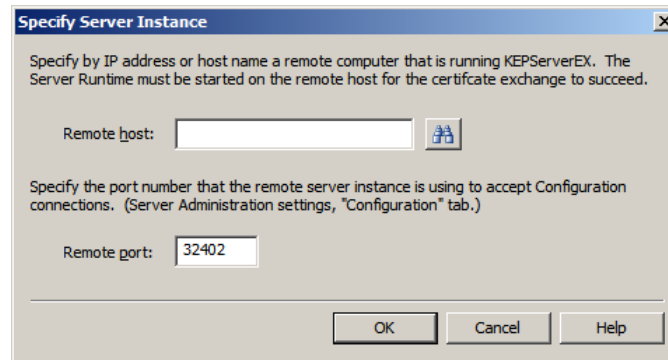 Specify Server Instance
Specify by IP address or host name a remote computer that is running KEPServerEX. The
Server Runtime must be started on the remote host for the certifcate exchange to succeed.
Remote host:
Specify the port number that the remote server instance is using to accept Configuration
connections. (Server Administration settings, "Configuration" tab.)
Remote port: 32402
OK Cancel Help